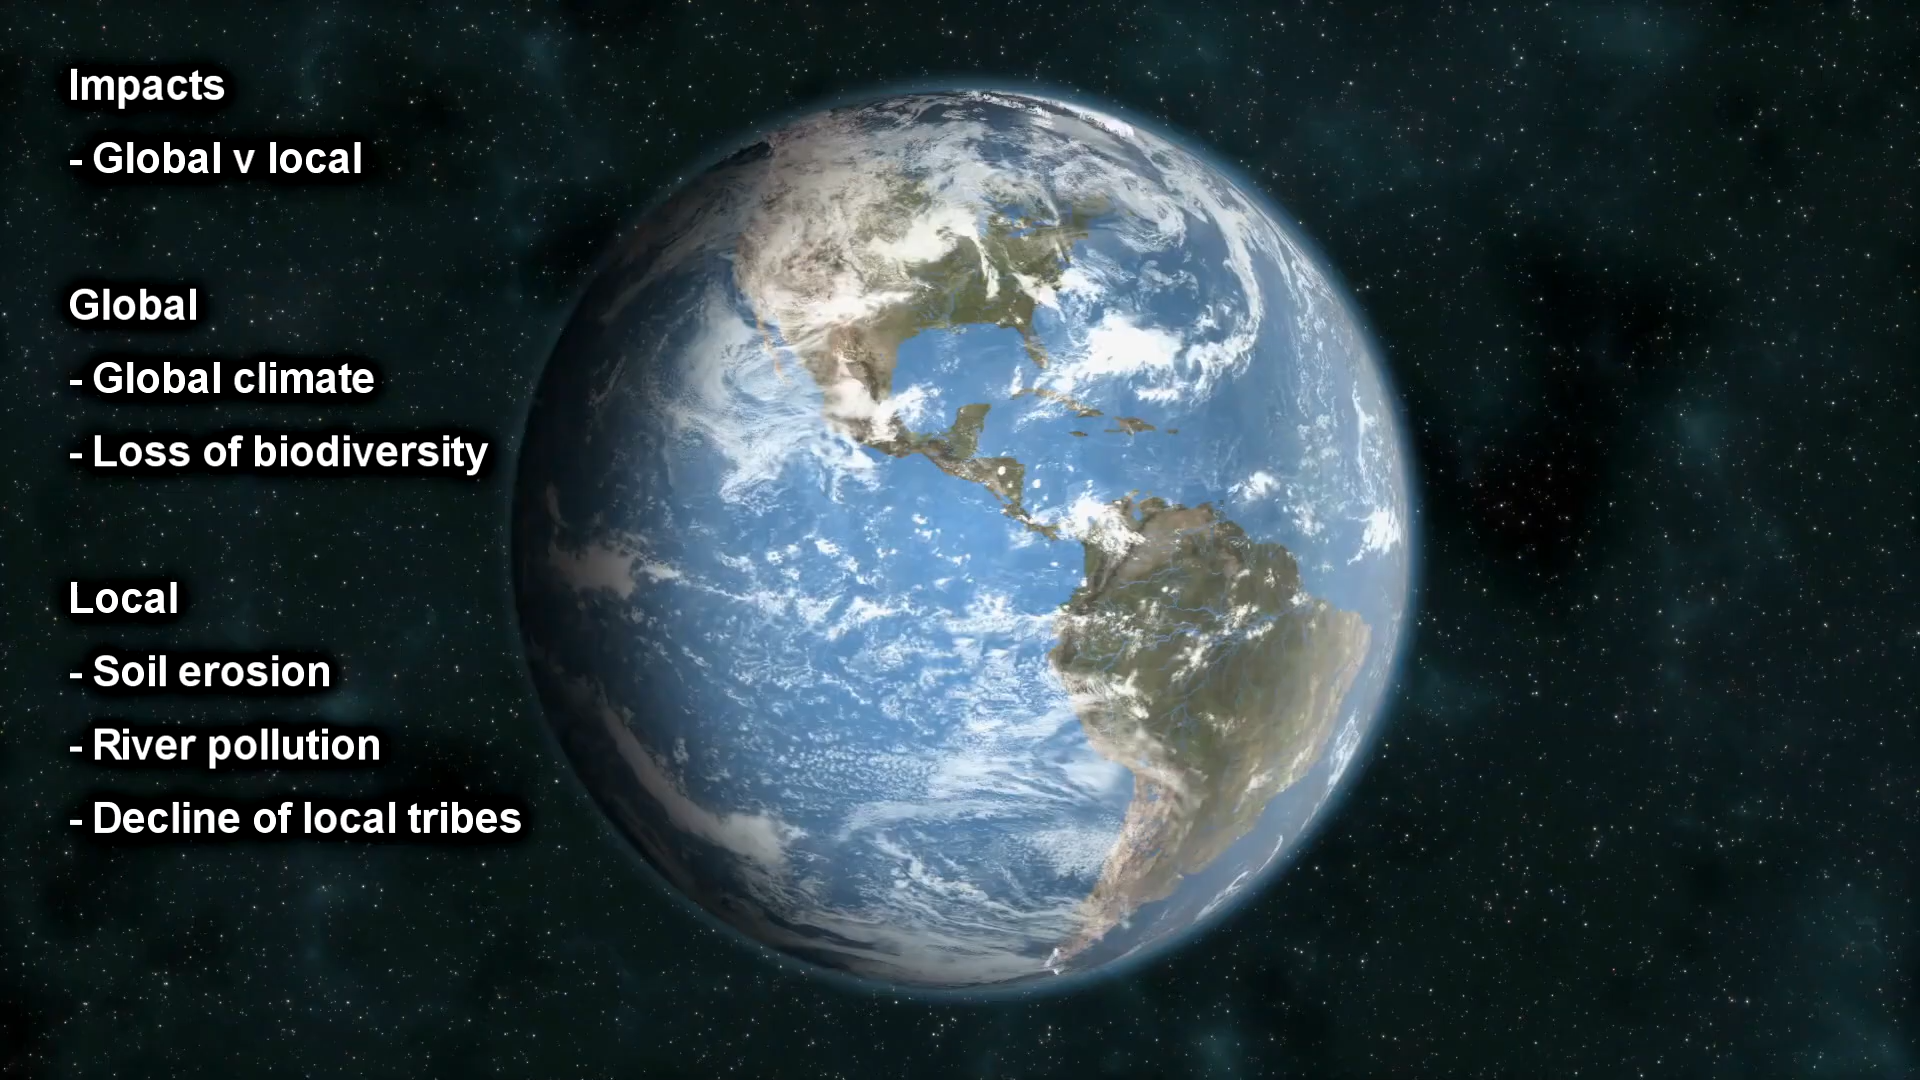 Impacts
- Global v local
Global
- Global climate
- Loss of biodiversity
Local
- Soil erosion
- River pollution
- Decline of local tribes